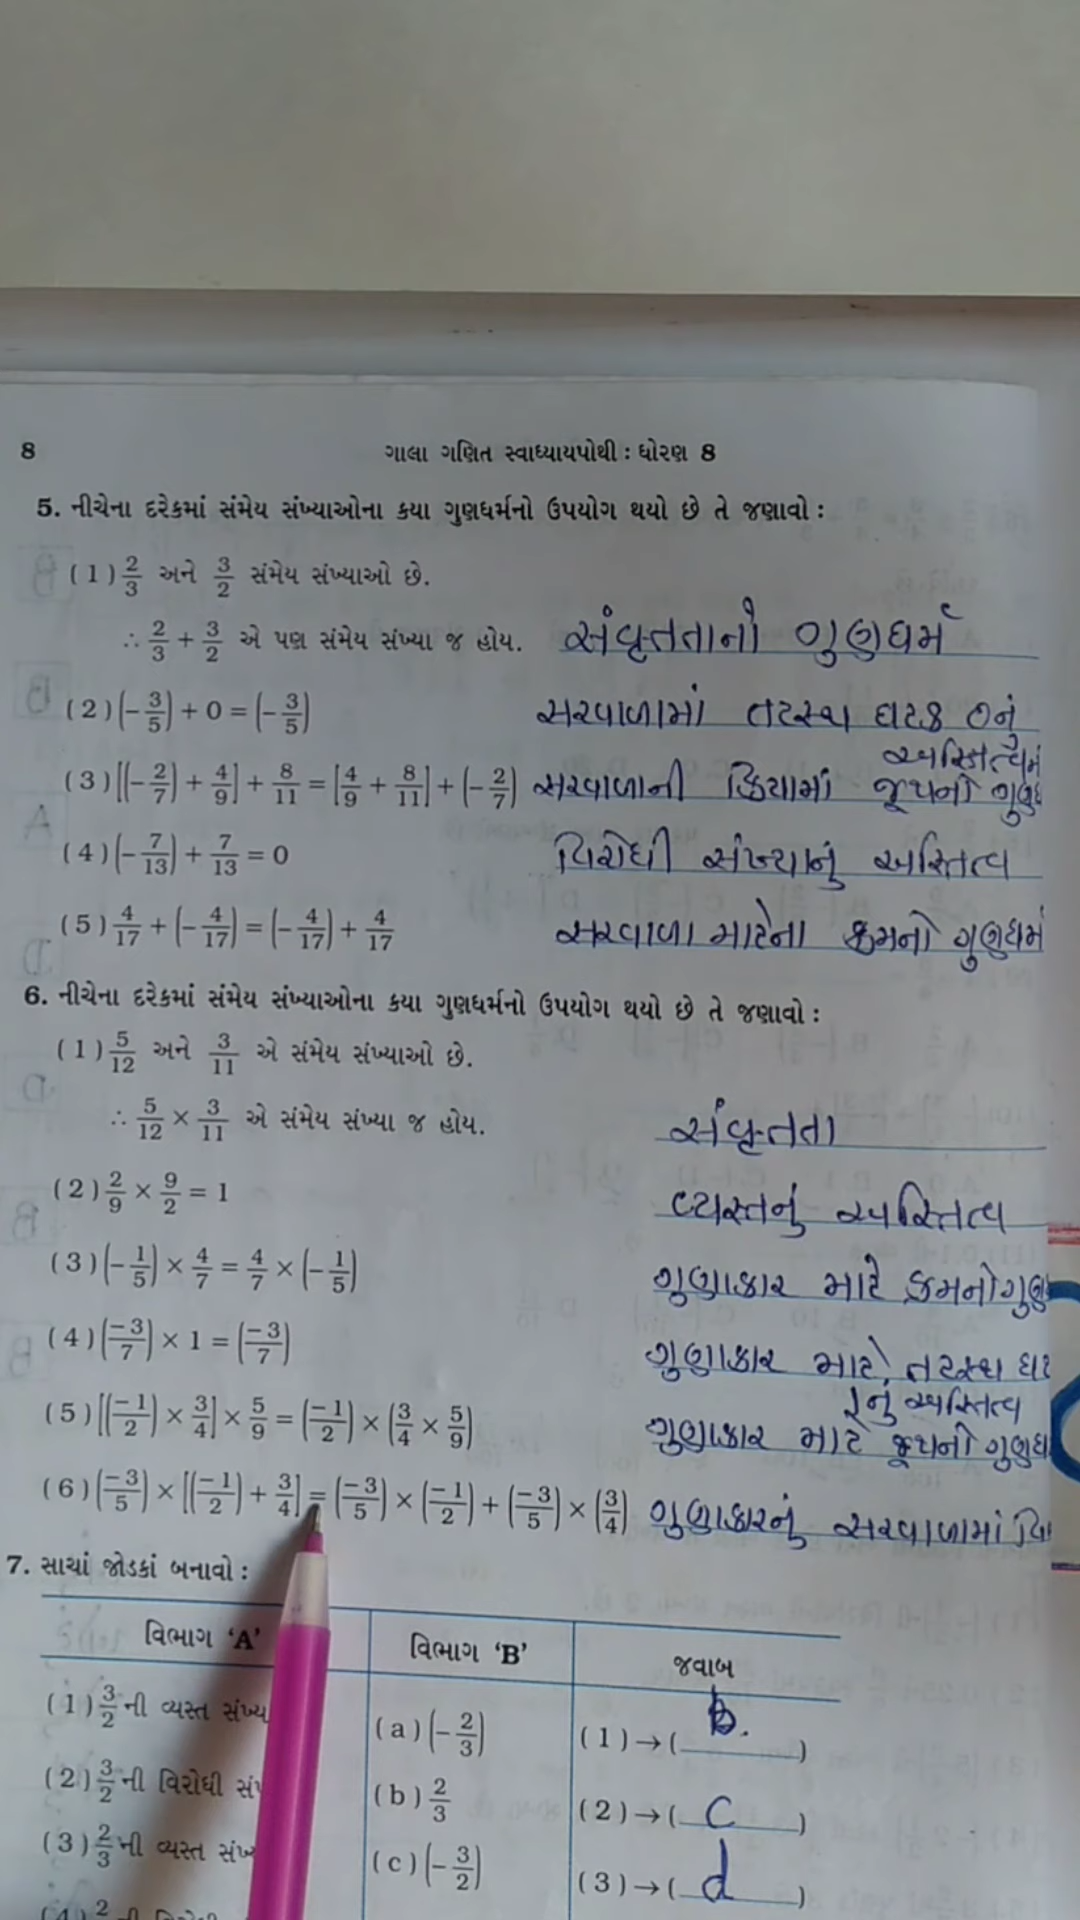 8 ગાલા ગણિત સ્વાધ્યાયપોથી : ધોરણ 8
5. નીચેના દરેકમાં સંમેય સંખ્યાઓના કયા ગુણધર્મનો ઉપયોગ થયો છે તે જણાવો :
(1) 2/3 અને 3/2 સંમેય સંખ્યાઓ છે.
∴ 2/3 + 3/2 એ પણ સંમેય સંખ્યા જ હોય. સંવૃત્તતાનો ગુણધર્મ
(2) (-3/5) + 0 = (-3/5) સરવાળામાં તટસ્થ ઘટક 0નું
અસ્તિત્વ
(3) [(-2/7) + 4/9] + 8/11 = [4/9 + 8/11] + (-2/7) સરવાળાની ક્રિયામાં જૂથનો ગુણધ
(4) (-7/13) + 7/13 = 0 વિરોધી સંખ્યાનું અસ્તિત્વ
(5) 4/17 + (-4/17) = (-4/17) + 4/17 સરવાળા માટેના ક્રમનો ગુણધર્મ
6. નીચેના દરેકમાં સંમેય સંખ્યાઓના કયા ગુણધર્મનો ઉપયોગ થયો છે તે જણાવો :
(1) 5/12 અને 3/11 એ સંમેય સંખ્યાઓ છે.
∴ 5/12 × 3/11 એ સંમેય સંખ્યા જ હોય. સંવૃત્તતા
(2) 2/9 × 9/2 = 1 વ્યસ્તનું અસ્તિત્વ
(3) (-1/5) × 4/7 = 4/7 × (-1/5) ગુણાકાર માટે ક્રમનો ગુણ
(4) (-3/7) × 1 = (-3/7) ગુણાકાર માટે તટસ્થ ઘટ
1નું અસ્તિત્વ
(5) [(-1/2) × 3/4] × 5/9 = (-1/2) × (3/4 × 5/9) ગુણાકાર માટે જૂથનો ગુણધ
(6) (-3/5) × [(-1/2) + 3/4] = (-3/5) × (-1/2) + (-3/5) × (3/4) ગુણાકારનું સરવાળામાં વિ
7. સાચાં જોડકાં બનાવો :
વિભાગ ‘A’ વિભાગ ‘B’ જવાબ
(1) 3/2 ની વ્યસ્ત સંખ્ય (a) (-2/3) (1) → ( b. )
(2) 3/2 ની વિરોધી સં (b) 2/3 (2) → ( c )
(3) 2/3 ની વ્યસ્ત સંખ (c) (-3/2) (3) → ( d )